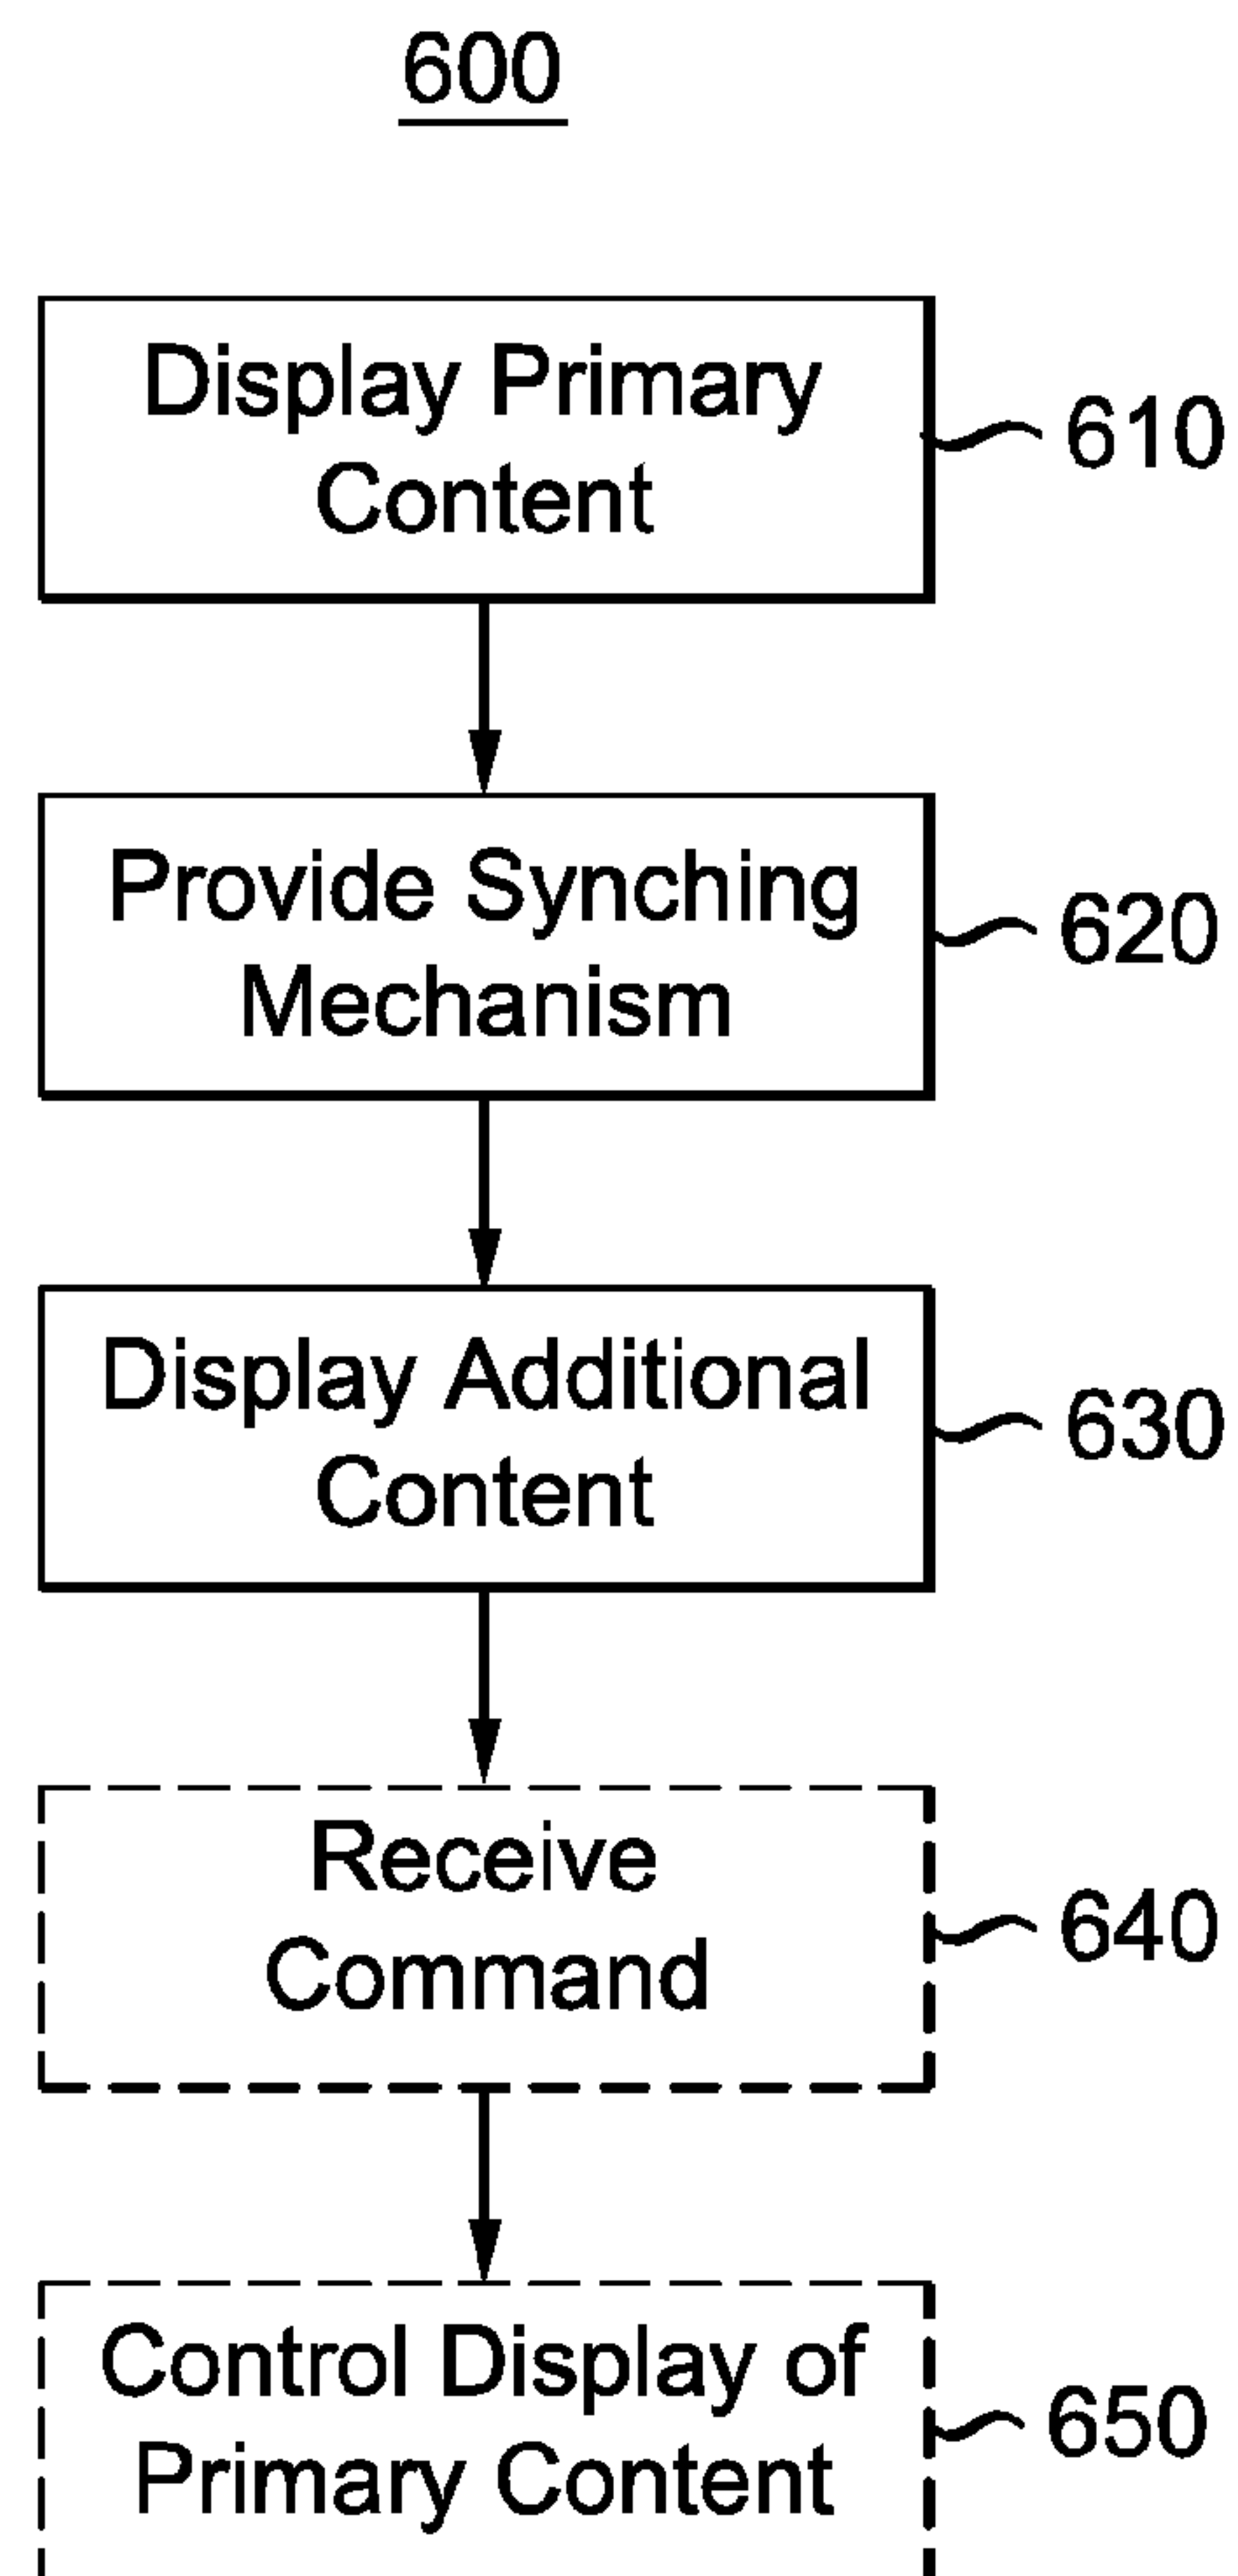 600
Display Primary
Content
610
Provide Synching
Mechanism
620
Display Additional
Content
630
Receive
Command
640
Control Display of
Primary Content
650